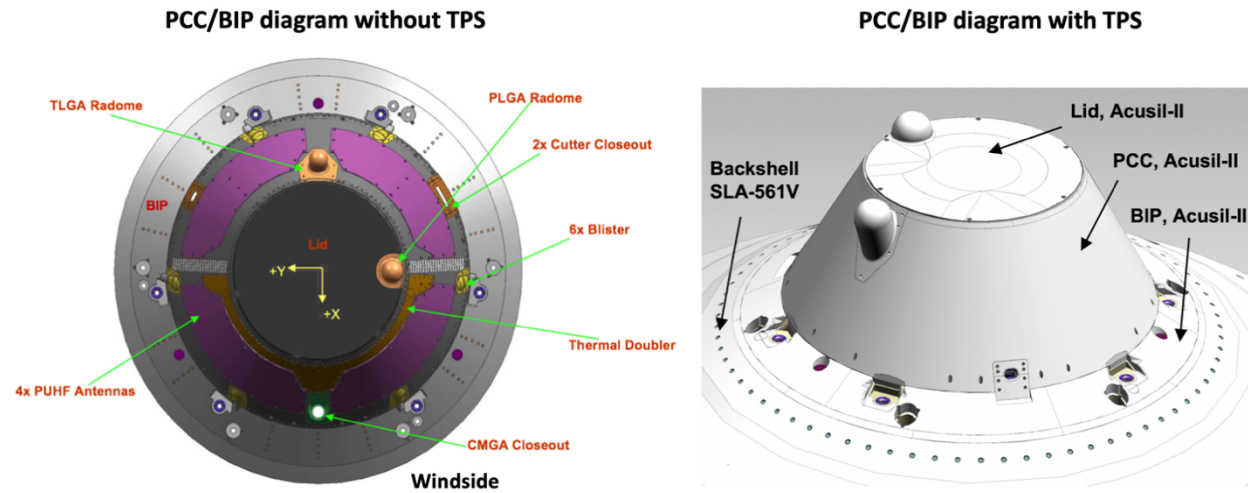 PCC/BIP diagram without TPS
PCC/BIP diagram with TPS
TLGA Radome
PLGA Radome
2x Cutter Closeout
BIP
6x Blister
Lid
+Y
+X
Thermal Doubler
4x PUHF Antennas
CMGA Closeout
Windside
Lid, Acusil-II
PCC, Acusil-II
Backshell
SLA-561V
BIP, Acusil-II